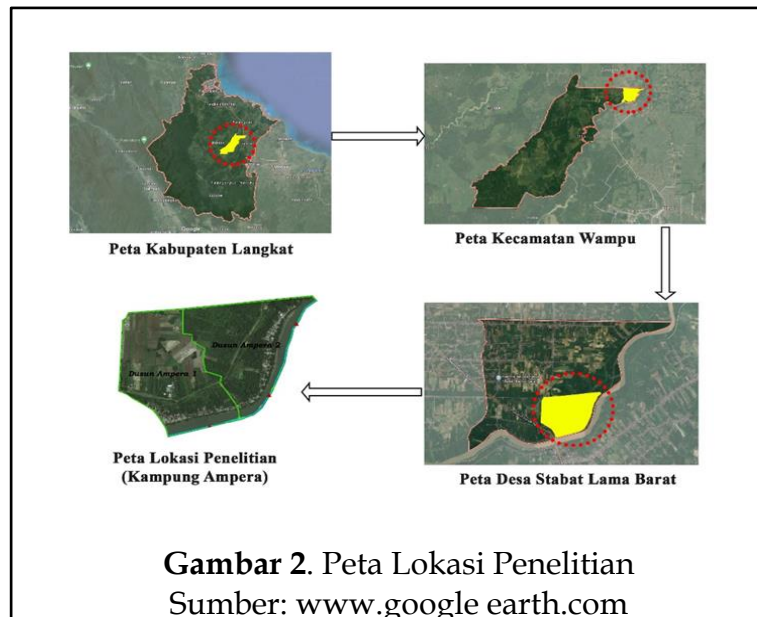 Peta Kabupaten Langkat
Peta Kecamatan Wampu
Dusun Ampera 1
Dusun Ampera 2
Peta Lokasi Penelitian
(Kampung Ampera)
Peta Desa Stabat Lama Barat
Gambar 2. Peta Lokasi Penelitian
Sumber: www.google earth.com